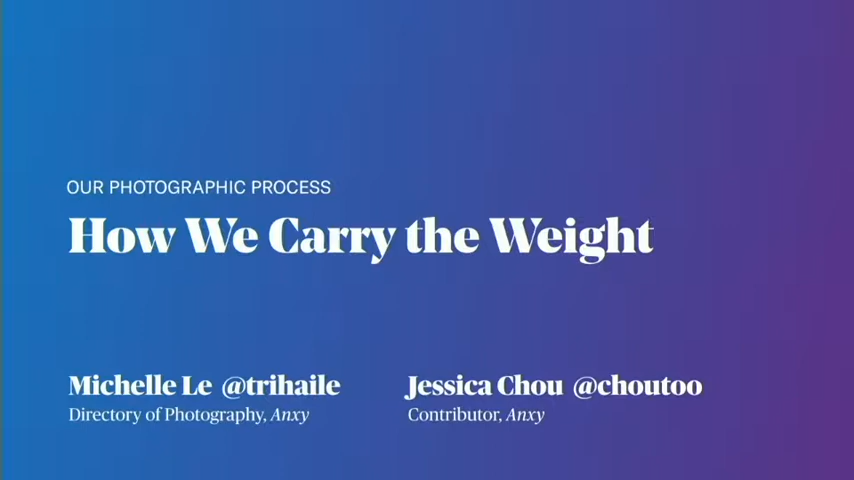 OUR PHOTOGRAPHIC PROCESS
How We Carry the Weight
Michelle Le @trihaile
Directory of Photography, Anxy
Jessica Chou @choutoo
Contributor, Anxy